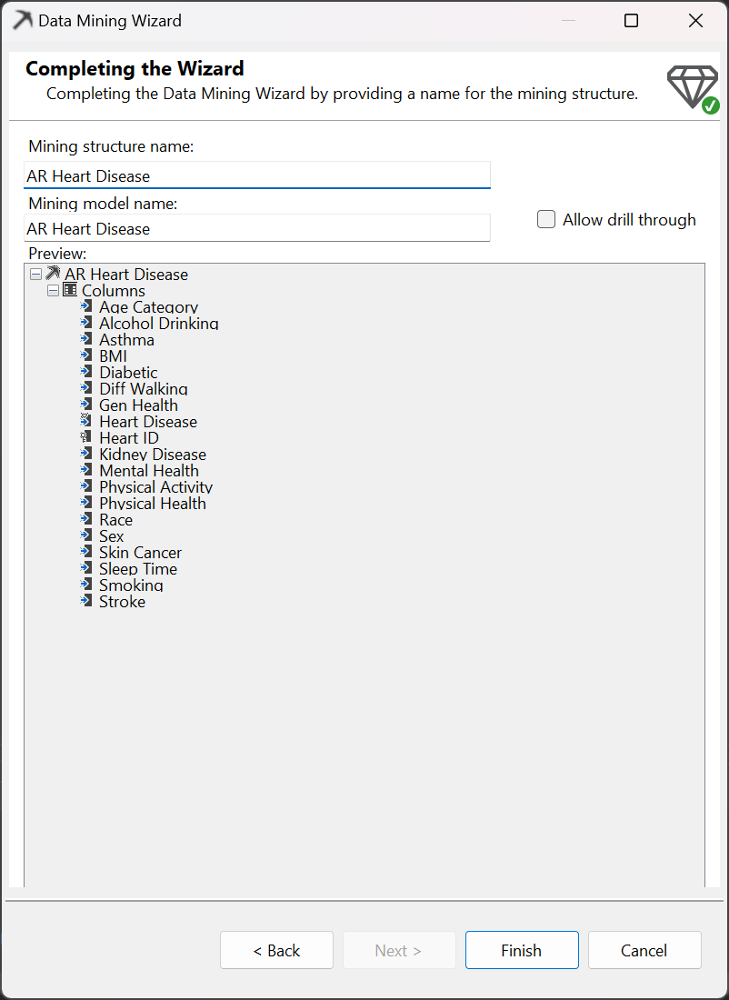 Data Mining Wizard
Completing the Wizard
Completing the Data Mining Wizard by providing a name for the mining structure.
Mining structure name:
AR Heart Disease
Mining model name:
AR Heart Disease
Allow drill through
Preview:
AR Heart Disease
Columns
Age Category
Alcohol Drinking
Asthma
BMI
Diabetic
Diff Walking
Gen Health
Heart Disease
Heart ID
Kidney Disease
Mental Health
Physical Activity
Physical Health
Race
Sex
Skin Cancer
Sleep Time
Smoking
Stroke
< Back Next > Finish Cancel